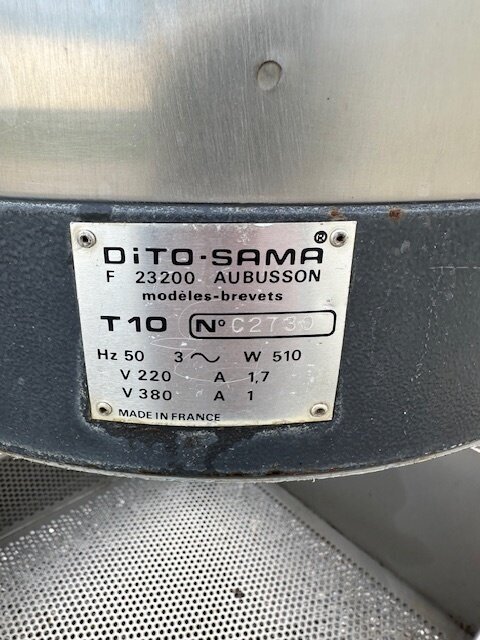 DiTO-SAMA®
F 23200 AUBUSSON
modèles-brevets
T10 N° C2730
Hz 50 3 ~ W 510
V 220 A 1,7
V 380 A 1
MADE IN FRANCE